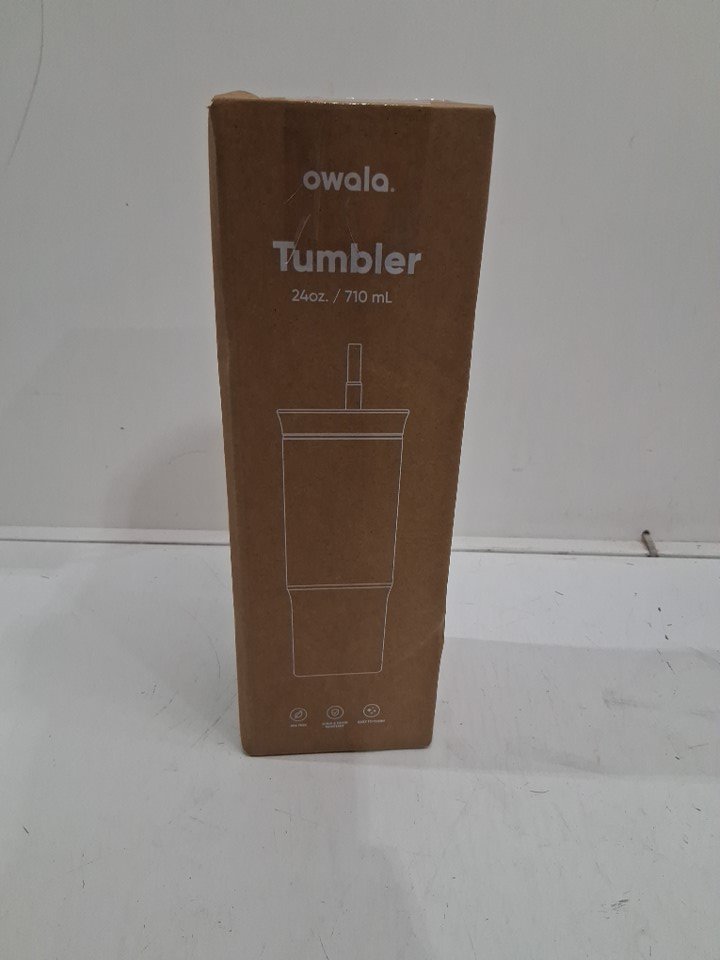 owala.
Tumbler
24oz. / 710 mL